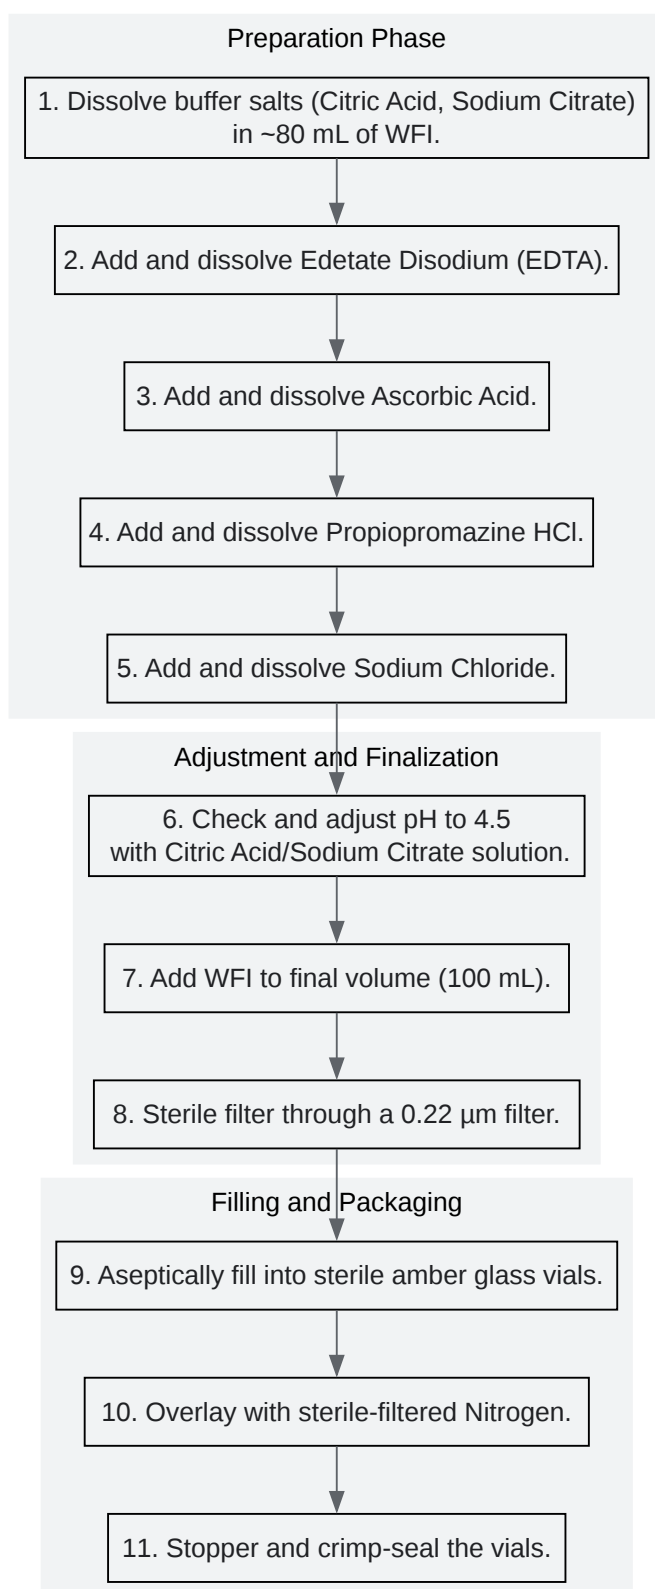 Preparation Phase
1. Dissolve buffer salts (Citric Acid, Sodium Citrate)
in ~80 mL of WFI.
2. Add and dissolve Edetate Disodium (EDTA).
3. Add and dissolve Ascorbic Acid.
4. Add and dissolve Propiopromazine HCl.
5. Add and dissolve Sodium Chloride.
Adjustment and Finalization
6. Check and adjust pH to 4.5
with Citric Acid/Sodium Citrate solution.
7. Add WFI to final volume (100 mL).
8. Sterile filter through a 0.22 µm filter.
Filling and Packaging
9. Aseptically fill into sterile amber glass vials.
10. Overlay with sterile-filtered Nitrogen.
11. Stopper and crimp-seal the vials.